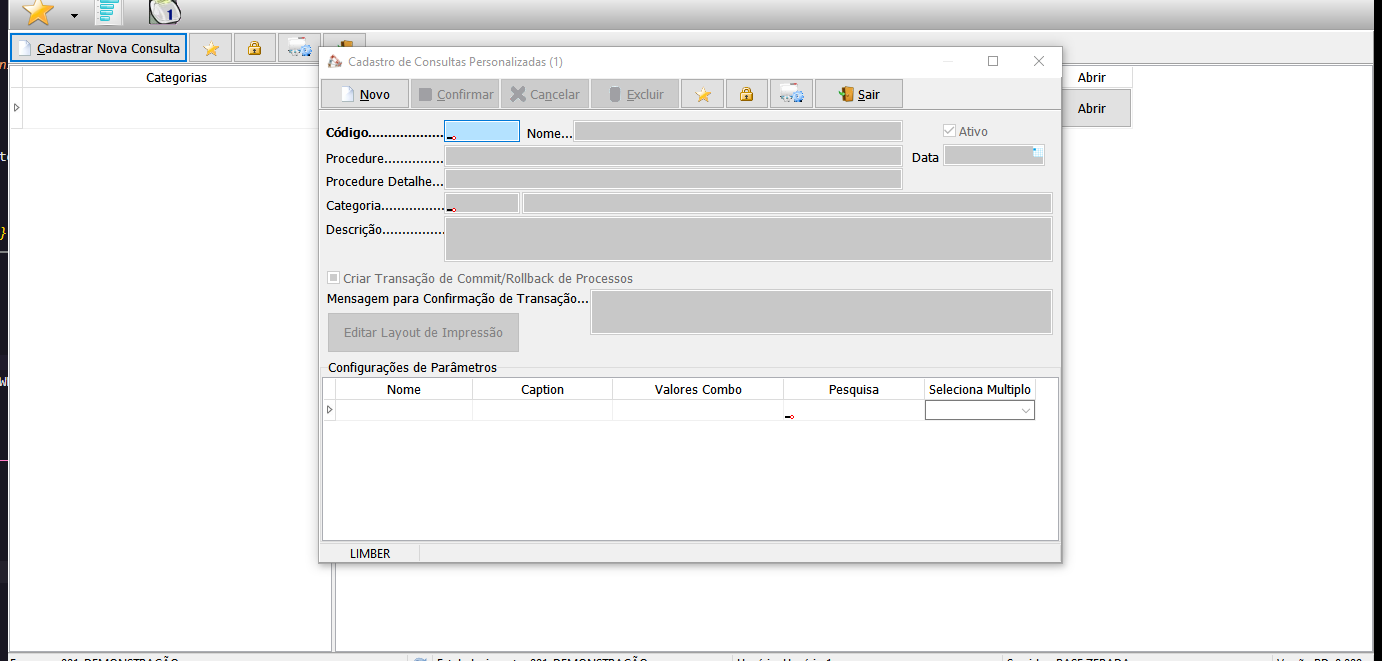 1
Cadastrar Nova Consulta
Categorias
Abrir
Abrir
Cadastro de Consultas Personalizadas (1)
Novo Confirmar Cancelar Excluir Sair
Código................... Nome... Ativo
Procedure.............. Data
Procedure Detalhe...
Categoria................
Descrição................
Criar Transação de Commit/Rollback de Processos
Mensagem para Confirmação de Transação...
Editar Layout de Impressão
Configurações de Parâmetros
Nome Caption Valores Combo Pesquisa Seleciona Multiplo
LIMBER